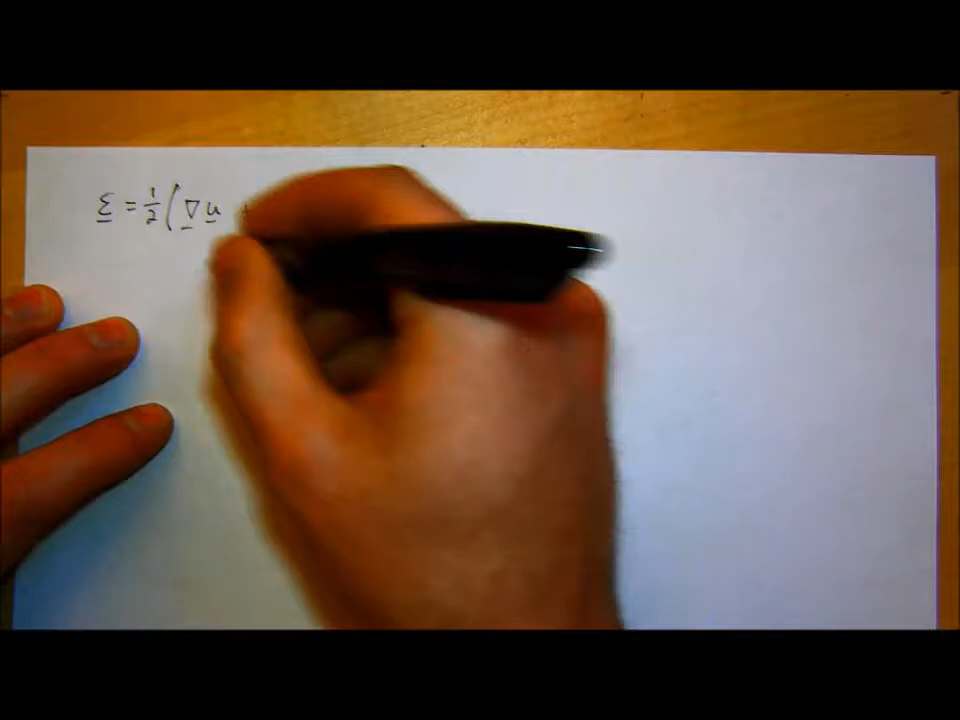 ε = 1/2 (∇ u +